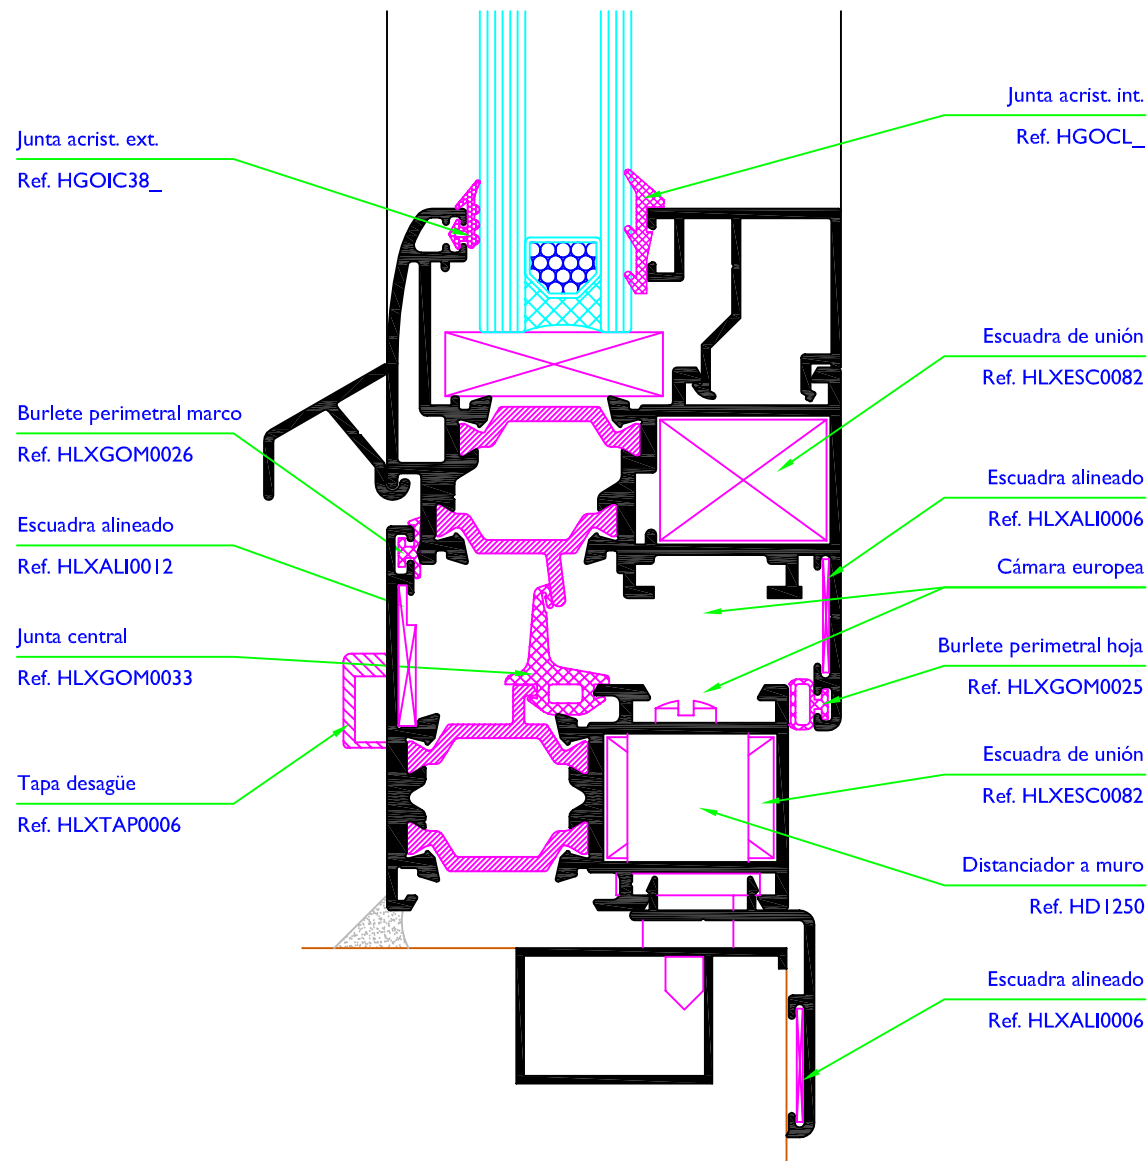 Junta acrist. ext.
Ref. HGOIC38_
Burlete perimetral marco
Ref. HLXGOM0026
Escuadra alineado
Ref. HLXALI0012
Junta central
Ref. HLXGOM0033
Tapa desagüe
Ref. HLXTAP0006
Junta acrist. int.
Ref. HGOCL_
Escuadra de unión
Ref. HLXESC0082
Escuadra alineado
Ref. HLXALI0006
Cámara europea
Burlete perimetral hoja
Ref. HLXGOM0025
Escuadra de unión
Ref. HLXESC0082
Distanciador a muro
Ref. HD1250
Escuadra alineado
Ref. HLXALI0006